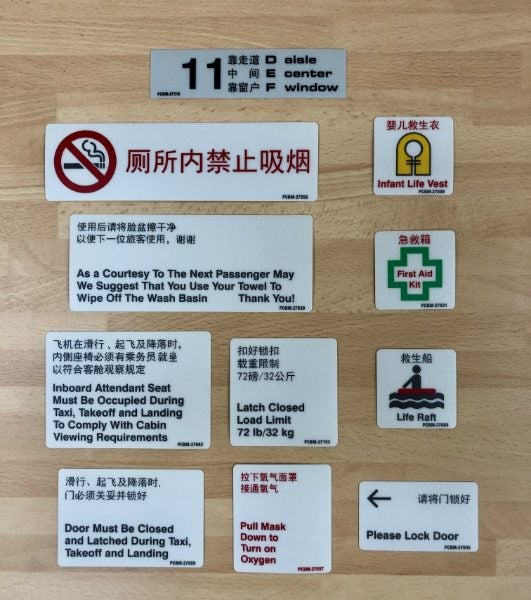 11 靠走道 D aisle
中 间 E center
靠窗户 F window
厕所内禁止吸烟
婴儿救生衣
Infant Life Vest
使用后请将脸盆擦干净
以便下一位旅客使用，谢谢
As a Courtesy To The Next Passenger May
We Suggest That You Use Your Towel To
Wipe Off The Wash Basin Thank You!
急救箱
First Aid
Kit
飞机在滑行、起飞及降落时,
内侧座椅必须有乘务员就座
以符合客舱观察规定
Inboard Attendant Seat
Must Be Occupied During
Taxi, Takeoff and Landing
To Comply With Cabin
Viewing Requirements
扣好锁扣
载重限制
72磅/32公斤
Latch Closed
Load Limit
72 lb/32 kg
救生船
Life Raft
滑行、起飞及降落时,
门必须关妥并锁好
Door Must Be Closed
and Latched During Taxi,
Takeoff and Landing
拉下氧气面罩
接通氧气
Pull Mask
Down to
Turn on
Oxygen
请将门锁好
Please Lock Door